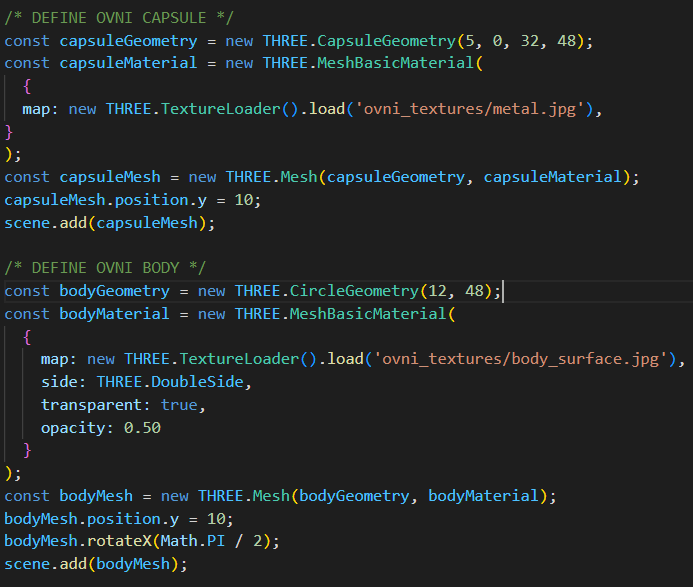 /* DEFINE OVNI CAPSULE */
const capsuleGeometry = new THREE.CapsuleGeometry(5, 0, 32, 48);
const capsuleMaterial = new THREE.MeshBasicMaterial(
{
map: new THREE.TextureLoader().load('ovni_textures/metal.jpg'),
}
);
const capsuleMesh = new THREE.Mesh(capsuleGeometry, capsuleMaterial);
capsuleMesh.position.y = 10;
scene.add(capsuleMesh);
/* DEFINE OVNI BODY */
const bodyGeometry = new THREE.CircleGeometry(12, 48);
const bodyMaterial = new THREE.MeshBasicMaterial(
{
map: new THREE.TextureLoader().load('ovni_textures/body_surface.jpg'),
side: THREE.DoubleSide,
transparent: true,
opacity: 0.50
}
);
const bodyMesh = new THREE.Mesh(bodyGeometry, bodyMaterial);
bodyMesh.position.y = 10;
bodyMesh.rotateX(Math.PI / 2);
scene.add(bodyMesh);